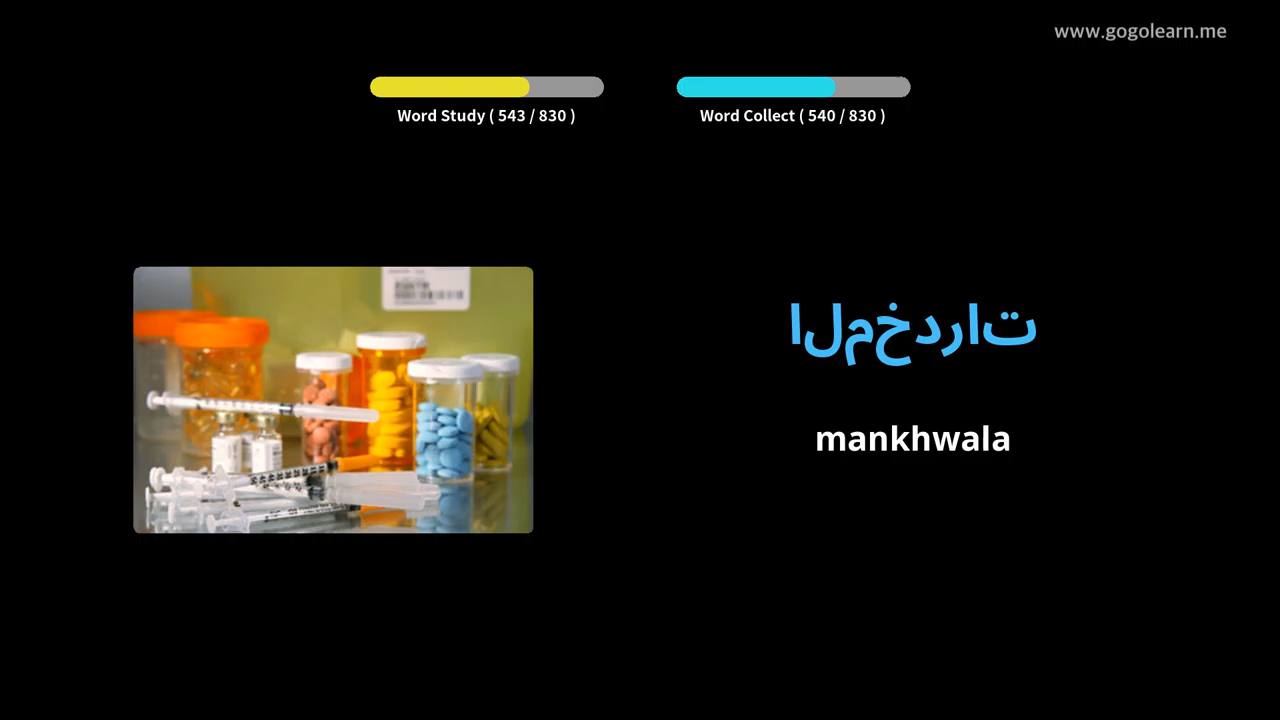 www.gogolearn.me
Word Study ( 543 / 830 )
Word Collect ( 540 / 830 )
المخدرات
mankhwala